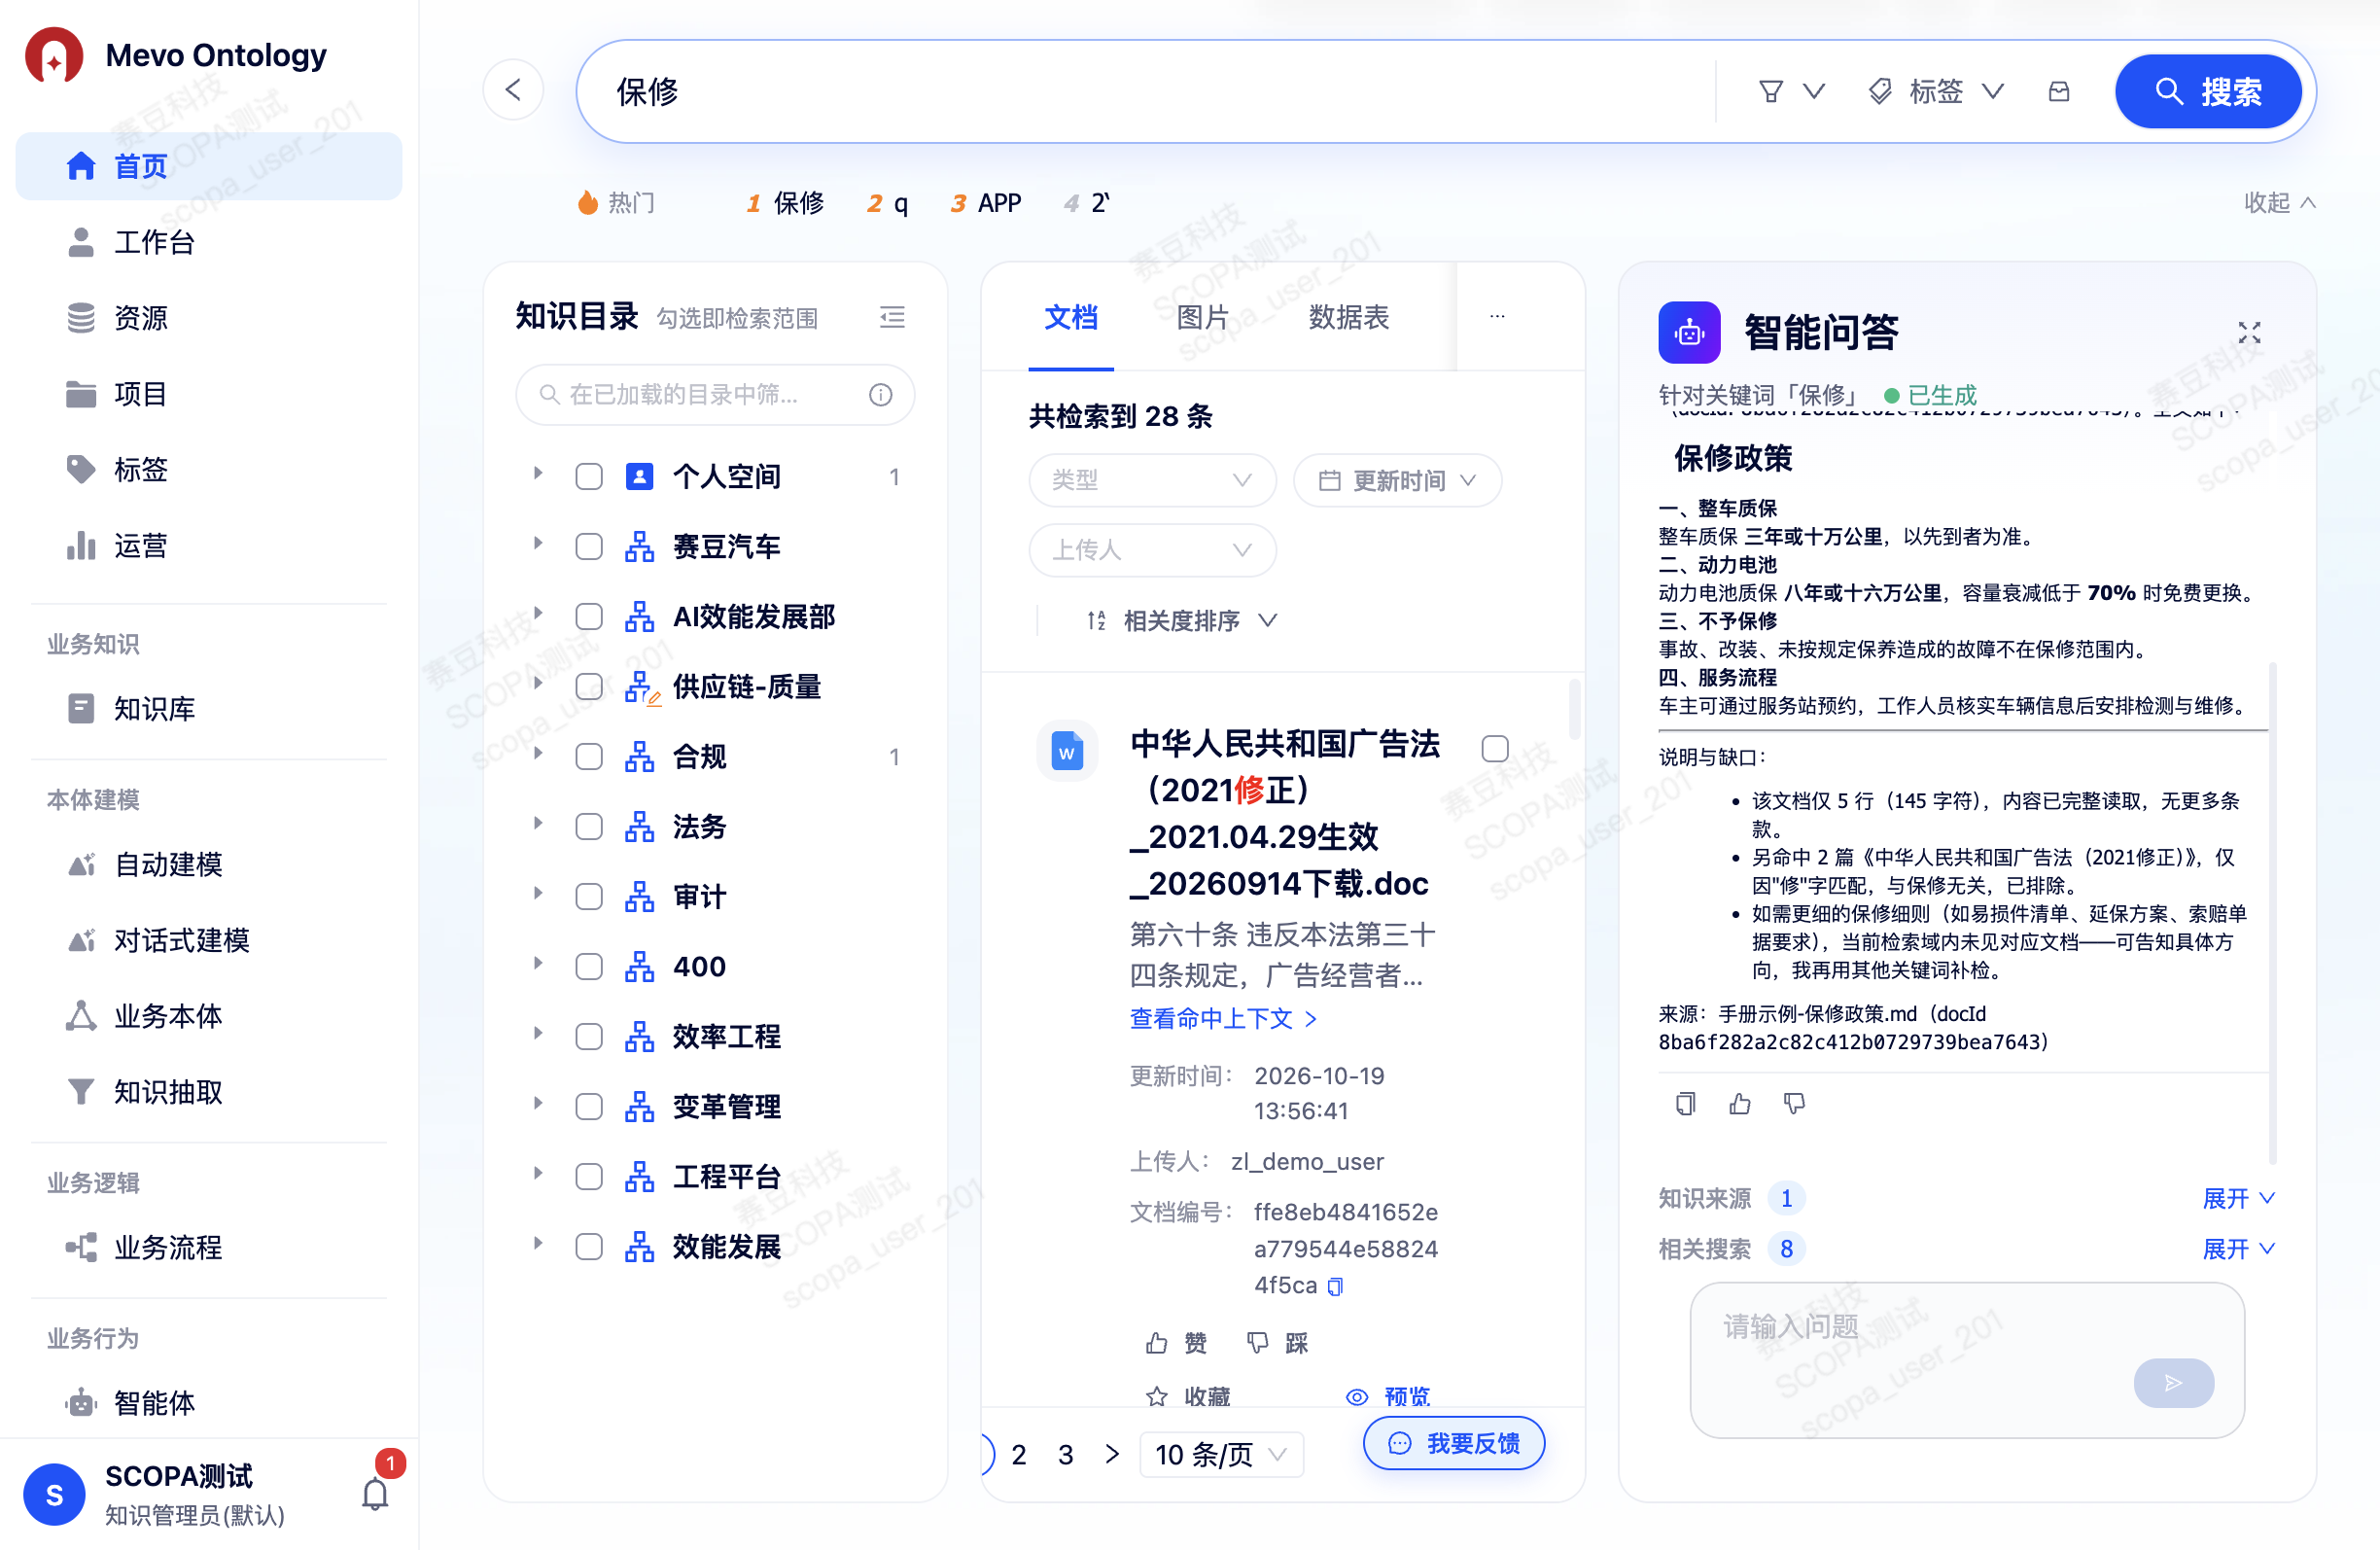 Mevo Ontology
首页
工作台
资源
项目
标签
运营
业务知识
知识库
本体建模
自动建模
对话式建模
业务本体
知识抽取
业务逻辑
业务流程
业务行为
智能体
S
SCOPA测试
知识管理员(默认)
1
保修
标签
搜索
热门
1 保修 2 q 3 APP 4 2‘
收起
知识目录 勾选即检索范围
在已加载的目录中筛...
个人空间 1
赛豆汽车
AI效能发展部
供应链-质量
合规 1
法务
审计
400
效率工程
变革管理
工程平台
效能发展
文档 图片 数据表 ...
共检索到 28 条
类型 更新时间
上传人
相关度排序
中华人民共和国广告法
（2021修正）
_2021.04.29生效
_20260914下载.doc
第六十条 违反本法第三十
四条规定，广告经营者...
查看命中上下文 >
更新时间： 2026-10-19
13:56:41
上传人： zl_demo_user
文档编号： ffe8eb4841652e
a779544e58824
4f5ca
赞 踩
收藏 预览
2 3 > 10 条/页
我要反馈
智能问答
针对关键词「保修」 已生成
保修政策
一、整车质保
整车质保 三年或十万公里，以先到者为准。
二、动力电池
动力电池质保 八年或十六万公里，容量衰减低于 70% 时免费更换。
三、不予保修
事故、改装、未按规定保养造成的故障不在保修范围内。
四、服务流程
车主可通过服务站预约，工作人员核实车辆信息后安排检测与维修。
说明与缺口：
• 该文档仅 5 行（145 字符），内容已完整读取，无更多条
款。
• 另命中 2 篇《中华人民共和国广告法（2021修正）》，仅
因"修"字匹配，与保修无关，已排除。
• 如需更细的保修细则（如易损件清单、延保方案、索赔单
据要求），当前检索域内未见对应文档——可告知具体方
向，我再用其他关键词补检。
来源：手册示例-保修政策.md（docId
8ba6f282a2c82c412b0729739bea7643）
知识来源 1 展开
相关搜索 8 展开
请输入问题
赛豆科技
SCOPA测试
scopa_user_201